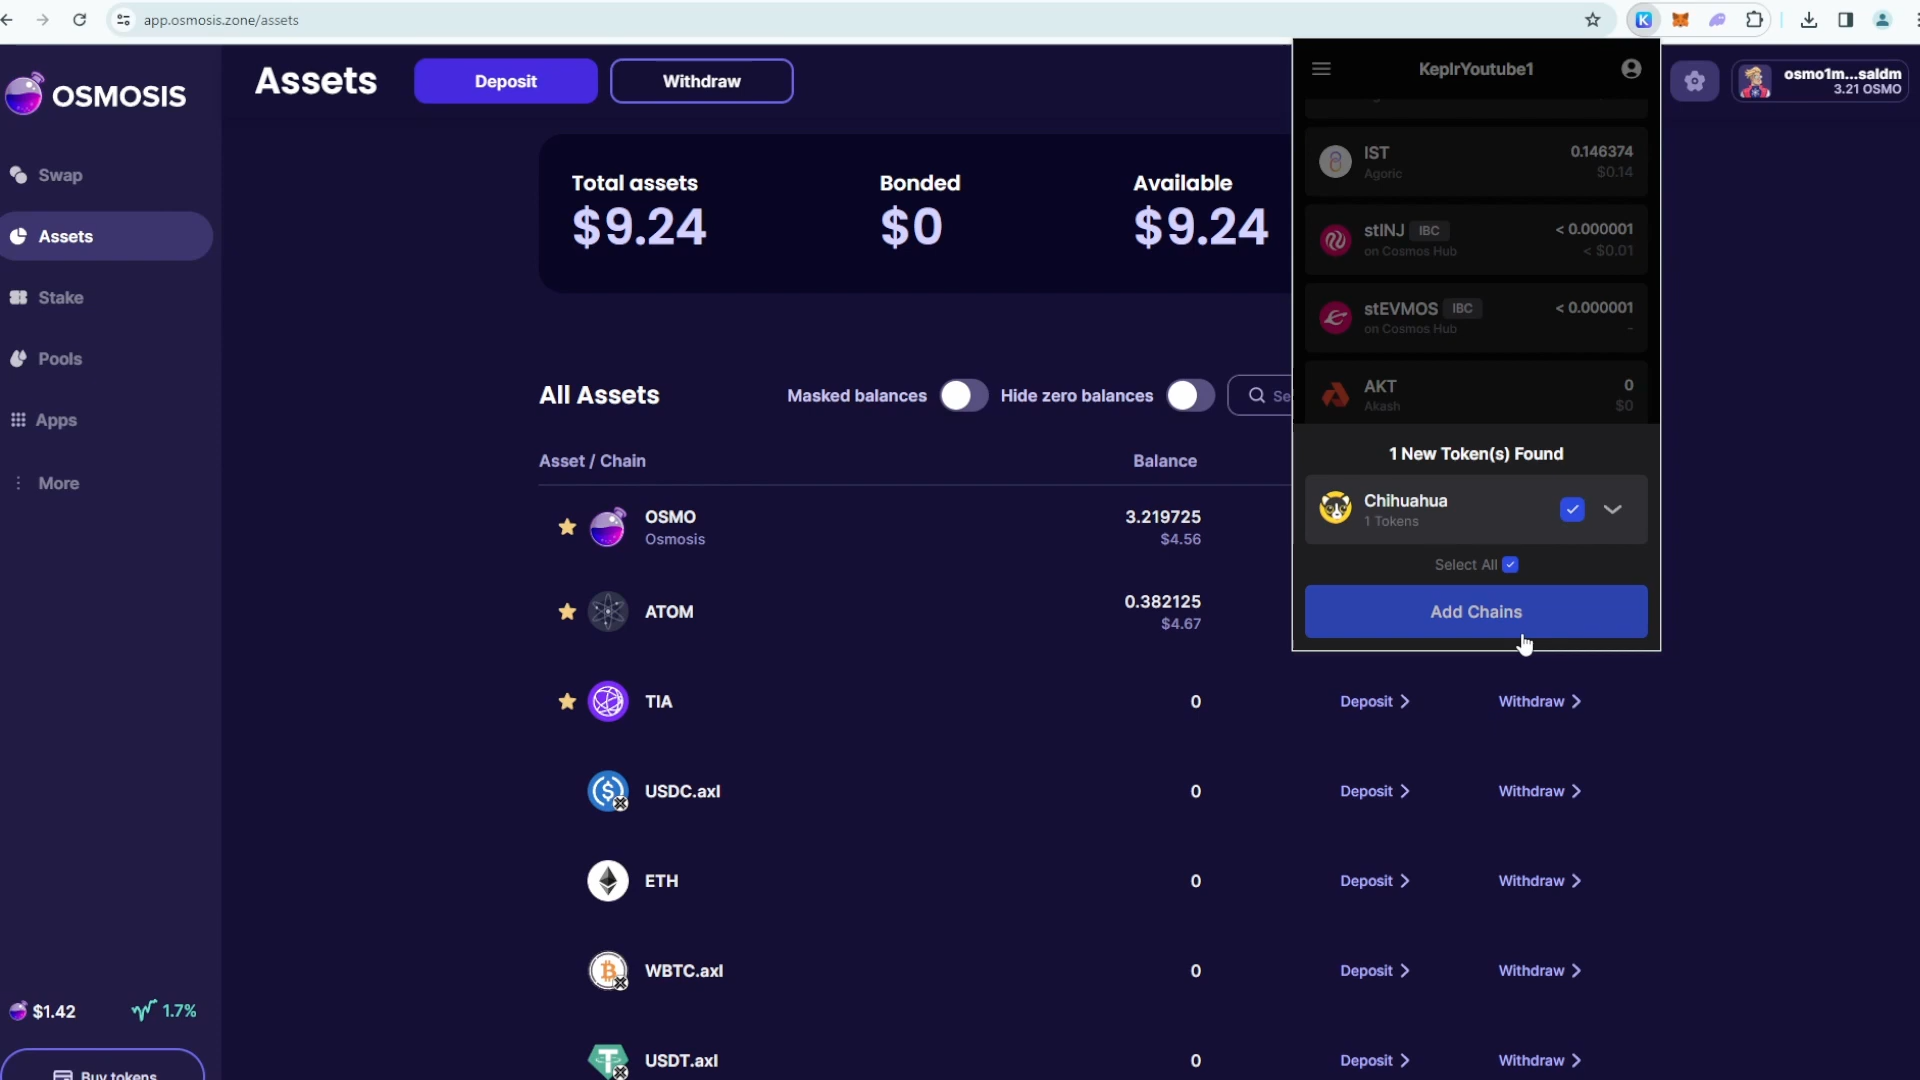 app.osmosis.zone/assets
OSMOSIS
Swap
Assets
Stake
Pools
Apps
More
$1.42 1.7%
Buy tokens
Assets Deposit Withdraw
Total assets Bonded Available
$9.24 $0 $9.24
All Assets Masked balances Hide zero balances
Asset / Chain Balance
OSMO 3.219725
Osmosis $4.56
ATOM 0.382125
$4.67
TIA 0 Deposit Withdraw
USDC.axl 0 Deposit Withdraw
ETH 0 Deposit Withdraw
WBTC.axl 0 Deposit Withdraw
USDT.axl 0 Deposit Withdraw
K
KeplrYoutube1
IST 0.146374
Agoric $0.14
stINJ IBC < 0.000001
on Cosmos Hub < $0.01
stEVMOS IBC < 0.000001
on Cosmos Hub -
AKT 0
Akash $0
1 New Token(s) Found
Chihuahua
1 Tokens
Select All
Add Chains
osmo1m...saldm
3.21 OSMO